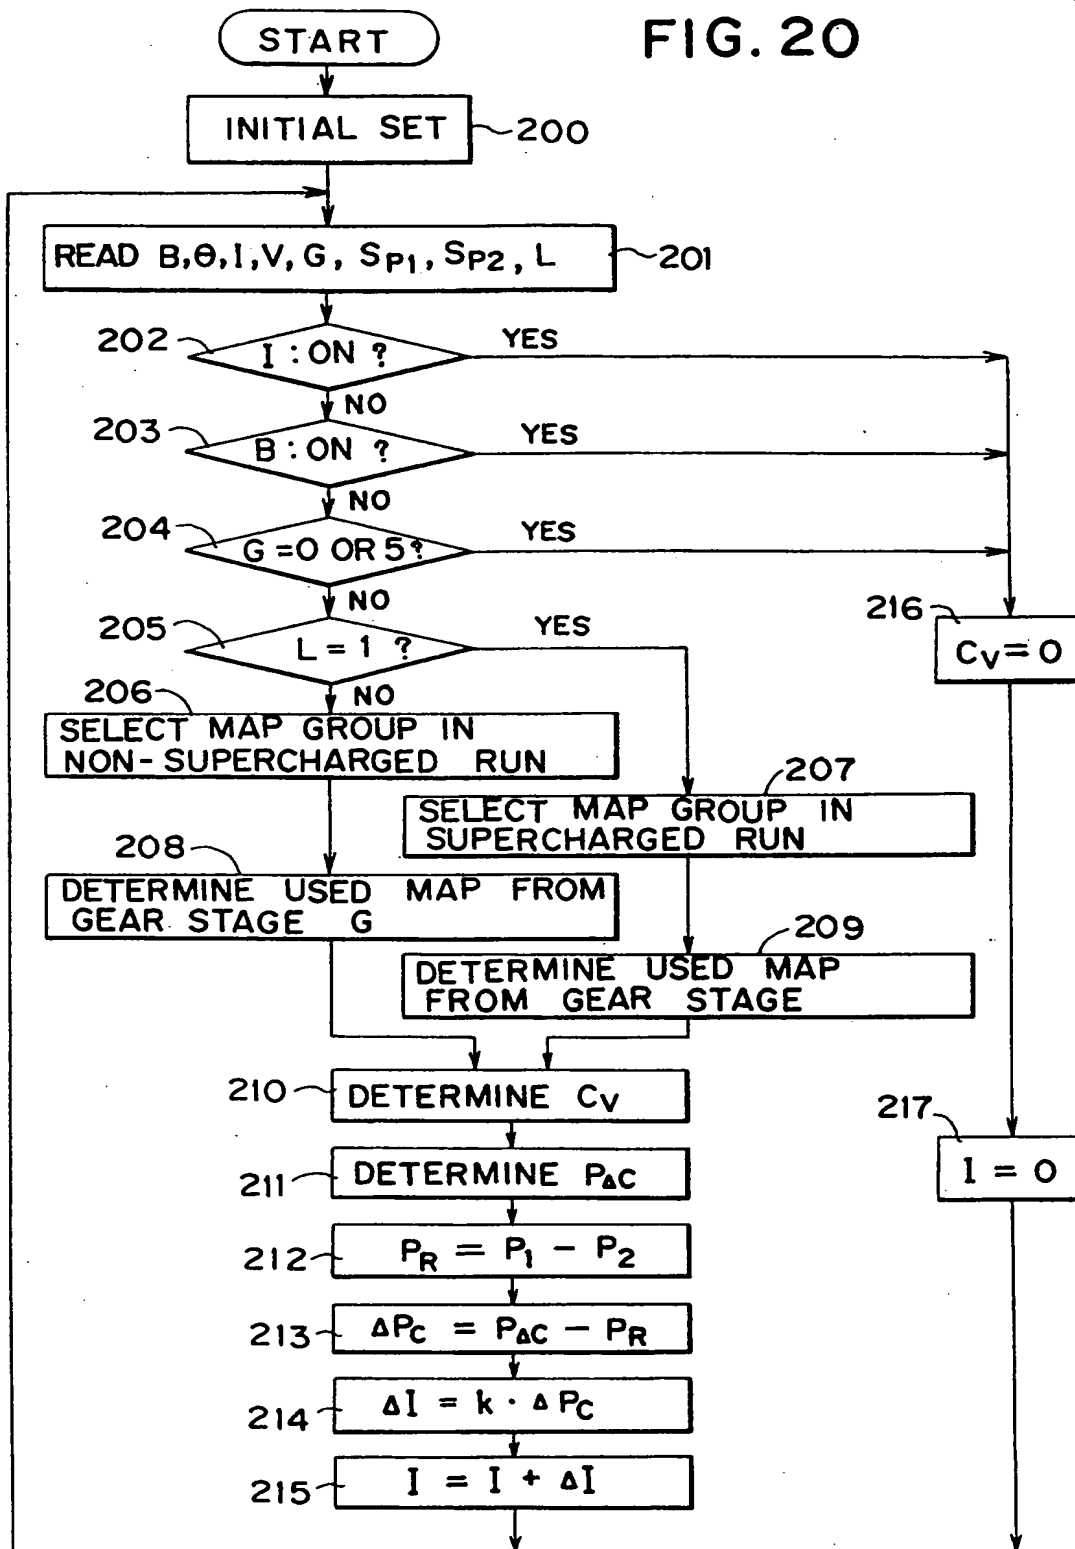 FIG. 20
START
INITIAL SET
200
READ B,θ,I,V,G, SP1, SP2, L
201
202
I : ON ?
YES
NO
203
B : ON ?
YES
NO
204
G = 0 OR 5 ?
YES
NO
205
L = 1 ?
YES
NO
216
CV = 0
206
SELECT MAP GROUP IN
NON-SUPERCHARGED RUN
207
SELECT MAP GROUP IN
SUPERCHARGED RUN
208
DETERMINE USED MAP FROM
GEAR STAGE G
209
DETERMINE USED MAP
FROM GEAR STAGE
210
DETERMINE CV
217
I = 0
211
DETERMINE PΔC
212
PR = P1 - P2
213
ΔPC = PΔC - PR
214
ΔI = k · ΔPC
215
I = I + ΔI